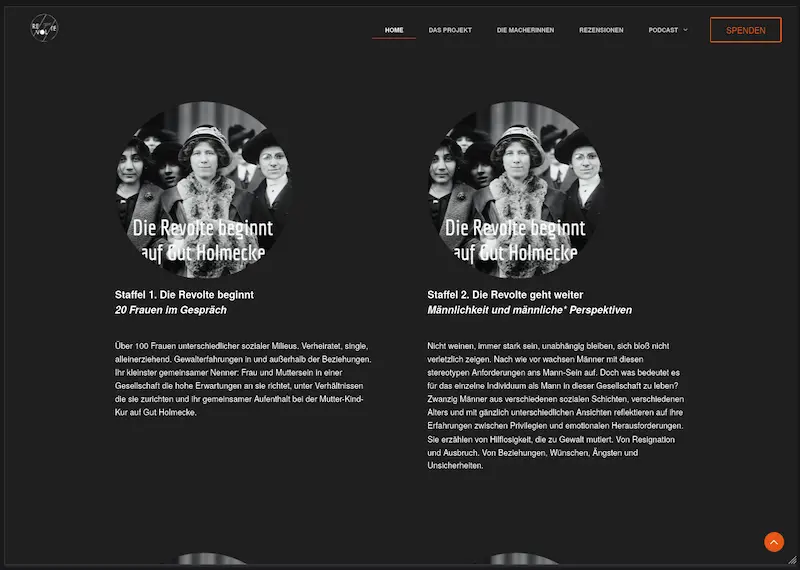 RE VOL TE
HOME
DAS PROJEKT
DIE MACHERINNEN
REZENSIONEN
PODCAST
SPENDEN
Die Revolte beginnt
auf Gut Holmecke
Die Revolte beginnt
auf Gut Holmecke
Staffel 1. Die Revolte beginnt
20 Frauen im Gespräch
Über 100 Frauen unterschiedlicher sozialer Milieus. Verheiratet, single,
alleinerziehend. Gewalterfahrungen in und außerhalb der Beziehungen.
Ihr kleinster gemeinsamer Nenner: Frau und Muttersein in einer
Gesellschaft die hohe Erwartungen an sie richtet, unter Verhältnissen
die sie zurichten und ihr gemeinsamer Aufenthalt bei der Mutter-Kind-
Kur auf Gut Holmecke.
Staffel 2. Die Revolte geht weiter
Männlichkeit und männliche* Perspektiven
Nicht weinen, immer stark sein, unabhängig bleiben, sich bloß nicht
verletzlich zeigen. Nach wie vor wachsen Männer mit diesen
stereotypen Anforderungen ans Mann-Sein auf. Doch was bedeutet es
für das einzelne Individuum als Mann in dieser Gesellschaft zu leben?
Zwanzig Männer aus verschiedenen sozialen Schichten, verschiedenen
Alters und mit gänzlich unterschiedlichen Ansichten reflektieren auf ihre
Erfahrungen zwischen Privilegien und emotionalen Herausforderungen.
Sie erzählen von Hilflosigkeit, die zu Gewalt mutiert. Von Resignation
und Ausbruch. Von Beziehungen, Wünschen, Ängsten und
Unsicherheiten.